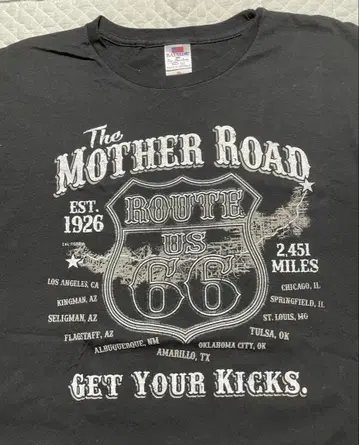 The
MOTHER ROAD
EST.
1926
ROUTE
US
66
2,451
MILES
LOS ANGELES, CA
KINGMAN, AZ
SELIGMAN, AZ
FLAGSTAFF, AZ
ALBUQUERQUE, NM
AMARILLO, TX
OKLAHOMA CITY, OK
TULSA, OK
ST. LOUIS, MO
SPRINGFIELD, IL
CHICAGO, IL
GET YOUR KICKS.